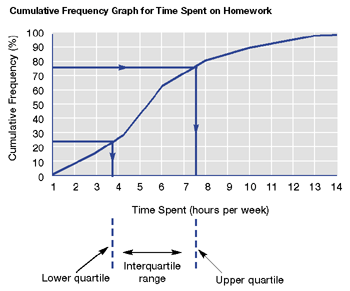 Cumulative Frequency Graph for Time Spent on Homework
Cumulative Frequency (%)
100
90
80
70
60
50
40
30
20
10
0
1 2 3 4 5 6 7 8 9 10 11 12 13 14
Time Spent (hours per week)
Lower quartile
Interquartile
range
Upper quartile